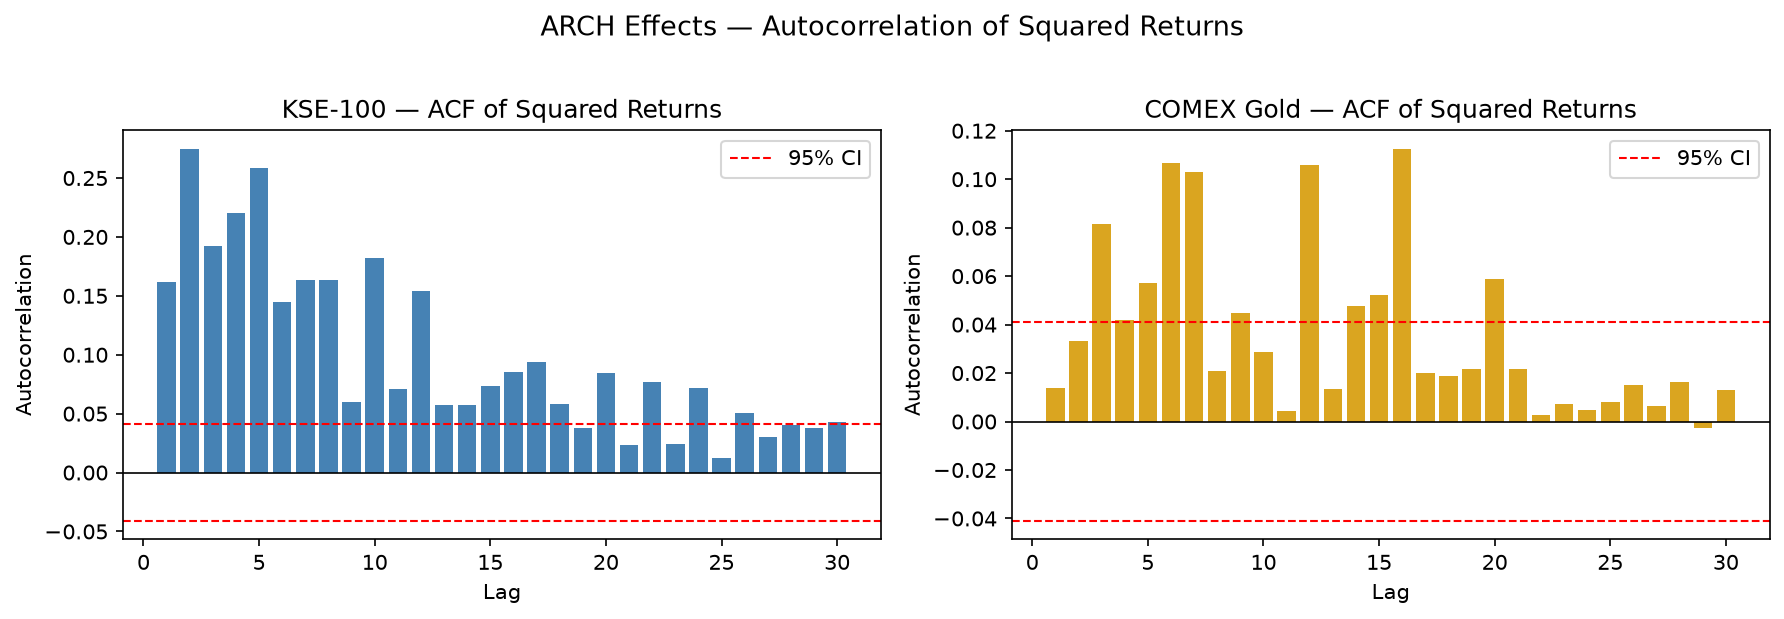 ARCH Effects — Autocorrelation of Squared Returns
KSE-100 — ACF of Squared Returns
95% CI
0.25
0.20
0.15
0.10
0.05
0.00
−0.05
Autocorrelation
0 5 10 15 20 25 30
Lag
COMEX Gold — ACF of Squared Returns
95% CI
0.12
0.10
0.08
0.06
0.04
0.02
0.00
−0.02
−0.04
Autocorrelation
0 5 10 15 20 25 30
Lag